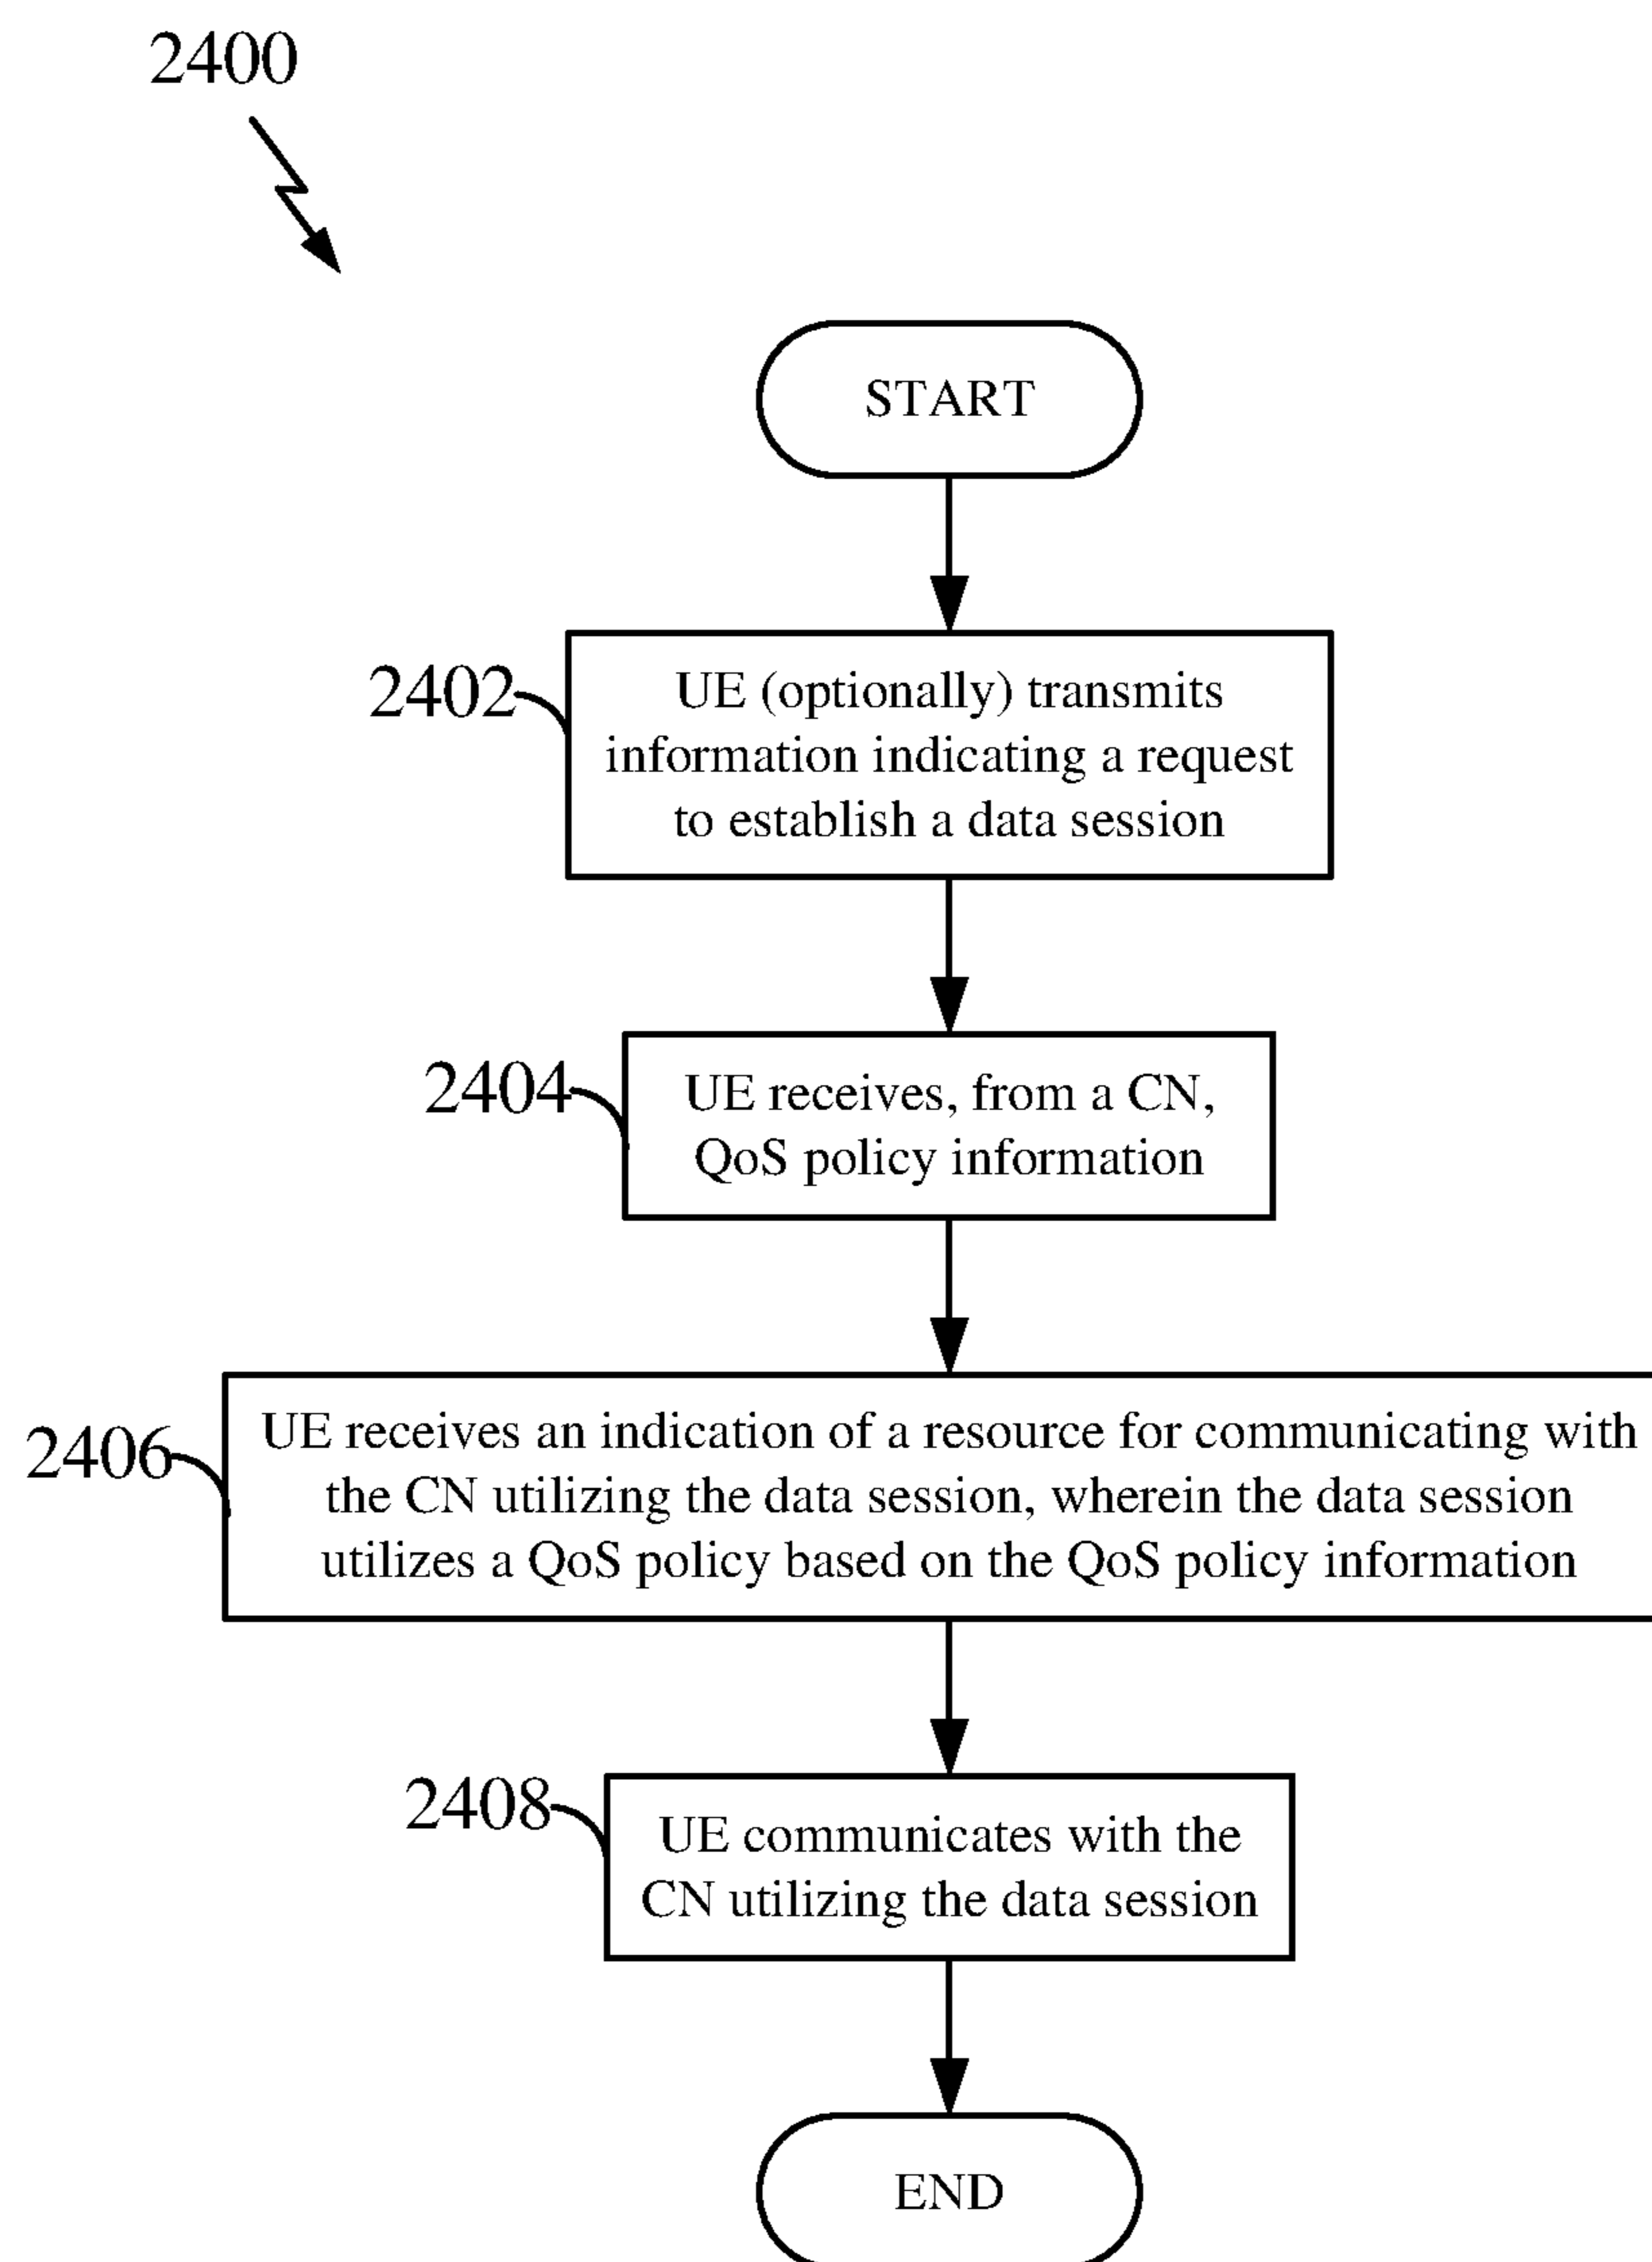 2400
START
2402
UE (optionally) transmits
information indicating a request
to establish a data session
2404
UE receives, from a CN,
QoS policy information
2406
UE receives an indication of a resource for communicating with
the CN utilizing the data session, wherein the data session
utilizes a QoS policy based on the QoS policy information
2408
UE communicates with the
CN utilizing the data session
END